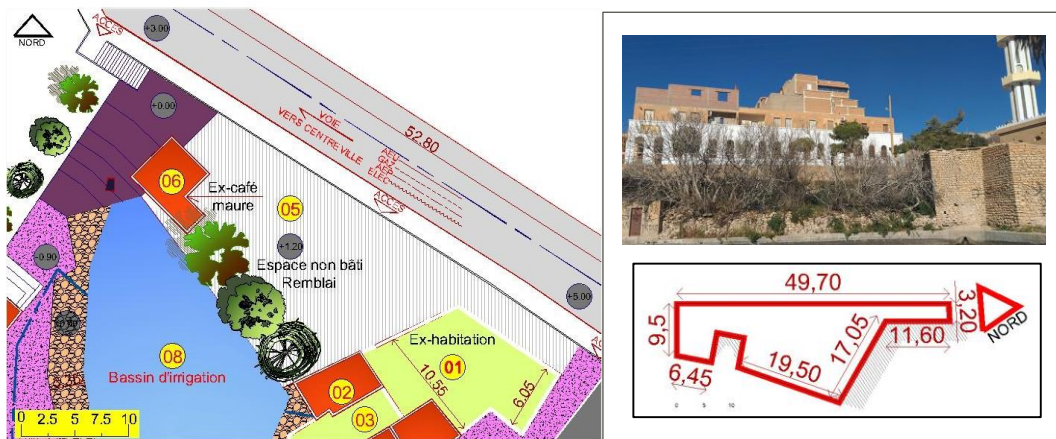 NORD
ACCÈS
+3.00
+0.00
VOIE
VERS CENTRE VILLE
52,80
AEU
GAZ
AEP
ELEC
ACCÈS
06
Ex-café
maure
05
+1.20
Espace non bâti
Remblai
-0.90
+5.00
Ex-habitation
01
10.55
6.05
08
Bassin d'irrigation
02
03
0 2.5 5 7.5 10
49,70
3,20
NORD
9,5
17,05
11,60
19,50
6,45
0 5 10